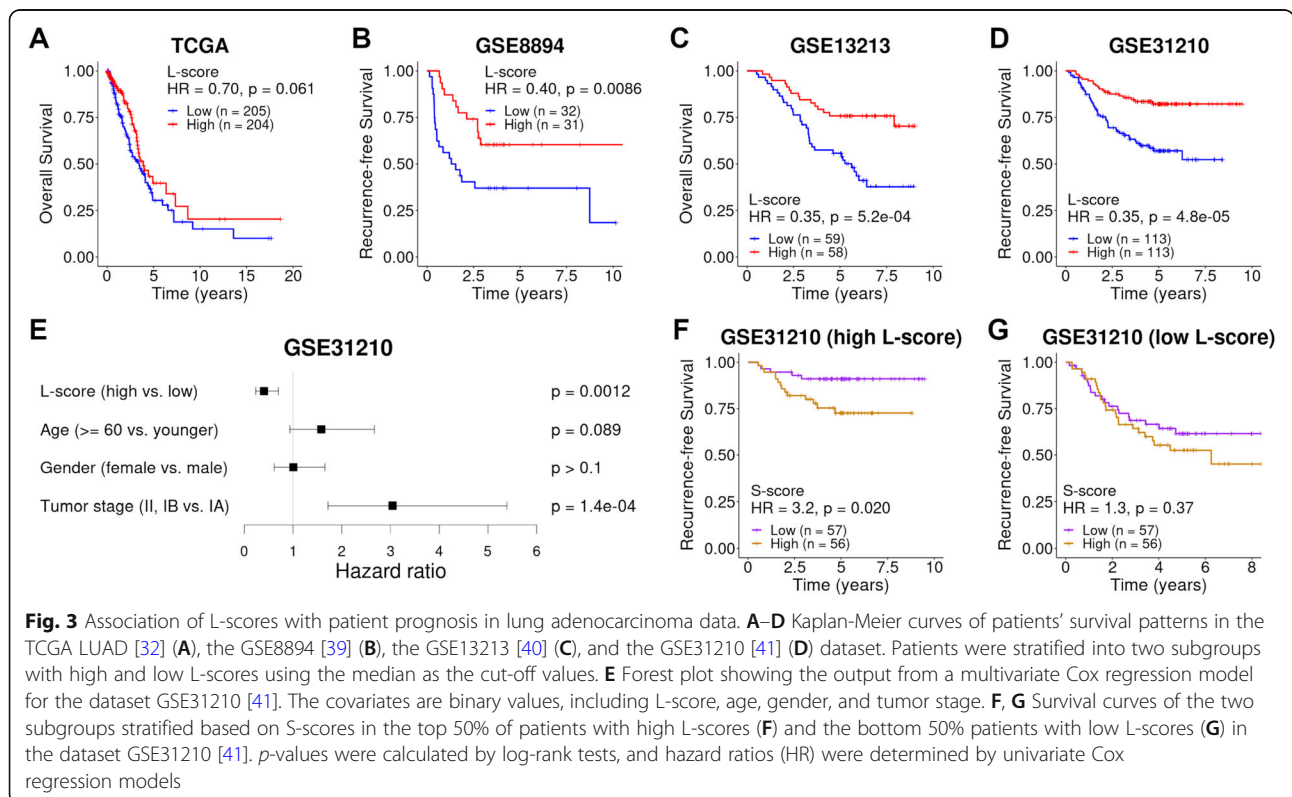 A
TCGA
L-score
HR = 0.70, p = 0.061
Low (n = 205)
High (n = 204)
Overall Survival
1.00
0.75
0.50
0.25
0.00
0 5 10 15 20
Time (years)
B
GSE8894
L-score
HR = 0.40, p = 0.0086
Low (n = 32)
High (n = 31)
Recurrence-free Survival
1.00
0.75
0.50
0.25
0.00
0 2.5 5 7.5 10
Time (years)
C
GSE13213
Overall Survival
1.00
0.75
0.50
0.25
0.00
L-score
HR = 0.35, p = 5.2e-04
Low (n = 59)
High (n = 58)
0 2.5 5 7.5 10
Time (years)
D
GSE31210
Recurrence-free Survival
1.00
0.75
0.50
0.25
0.00
L-score
HR = 0.35, p = 4.8e-05
Low (n = 113)
High (n = 113)
0 2.5 5 7.5 10
Time (years)
E
GSE31210
L-score (high vs. low) p = 0.0012
Age (>= 60 vs. younger) p = 0.089
Gender (female vs. male) p > 0.1
Tumor stage (II, IB vs. IA) p = 1.4e-04
0 1 2 3 4 5 6
Hazard ratio
F
GSE31210 (high L-score)
Recurrence-free Survival
1.00
0.75
0.50
0.25
0.00
S-score
HR = 3.2, p = 0.020
Low (n = 57)
High (n = 56)
0 2.5 5 7.5 10
Time (years)
G
GSE31210 (low L-score)
Recurrence-free Survival
1.00
0.75
0.50
0.25
0.00
S-score
HR = 1.3, p = 0.37
Low (n = 57)
High (n = 56)
0 2 4 6 8
Time (years)
Fig. 3 Association of L-scores with patient prognosis in lung adenocarcinoma data. A–D Kaplan-Meier curves of patients' survival patterns in the
TCGA LUAD [32] (A), the GSE8894 [39] (B), the GSE13213 [40] (C), and the GSE31210 [41] (D) dataset. Patients were stratified into two subgroups
with high and low L-scores using the median as the cut-off values. E Forest plot showing the output from a multivariate Cox regression model
for the dataset GSE31210 [41]. The covariates are binary values, including L-score, age, gender, and tumor stage. F, G Survival curves of the two
subgroups stratified based on S-scores in the top 50% of patients with high L-scores (F) and the bottom 50% patients with low L-scores (G) in
the dataset GSE31210 [41]. p-values were calculated by log-rank tests, and hazard ratios (HR) were determined by univariate Cox
regression models